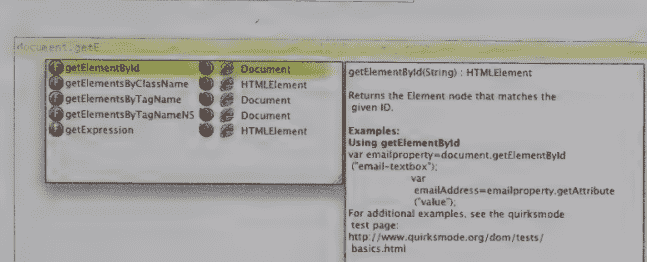 document.getE
getElementById Document
getElementsByClassName HTMLElement
getElementsByTagName Document
getElementsByTagNameNS Document
getExpression HTMLElement
getElementById(String) : HTMLElement
Returns the Element node that matches the
given ID.
Examples:
Using getElementById
var emailproperty=document.getElementById
("email-textbox");
var
emailAddress=emailproperty.getAttribute
("value");
For additional examples, see the quirksmode
test page:
http://www.quirksmode.org/dom/tests/
basics.html